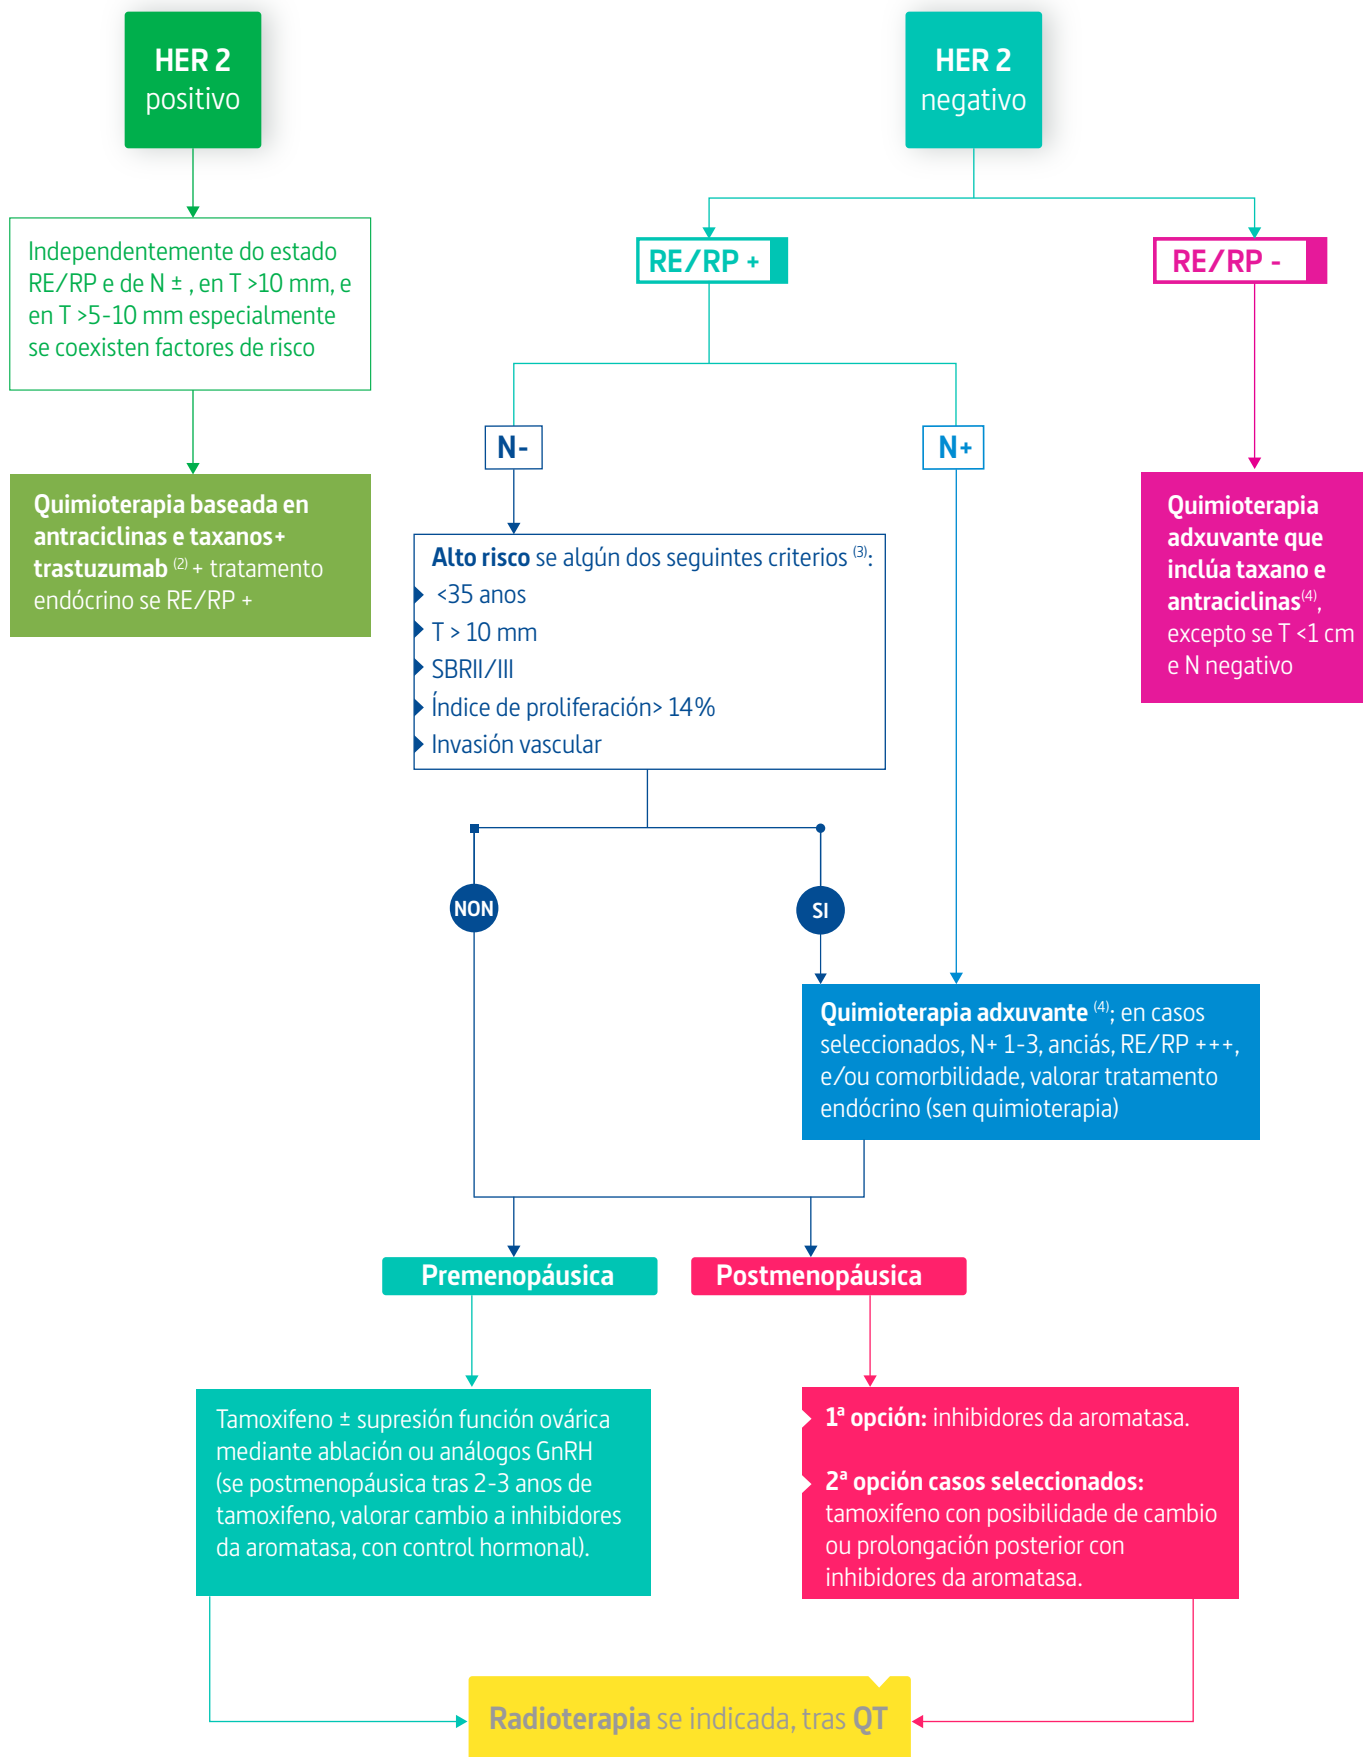 HER 2
positivo
HER 2
negativo
Independentemente do estado
RE/RP e de N ± , en T >10 mm, e
en T >5-10 mm especialmente
se coexisten factores de risco
RE/RP +
RE/RP -
N-
N+
Quimioterapia baseada en
antraciclinas e taxanos+
trastuzumab (2) + tratamento
endócrino se RE/RP +
Alto risco se algún dos seguintes criterios (3):
<35 anos
T > 10 mm
SBRII/III
Índice de proliferación> 14%
Invasión vascular
Quimioterapia
adxuvante que
inclúa taxano e
antraciclinas(4),
excepto se T <1 cm
e N negativo
NON
SI
Quimioterapia adxuvante (4); en casos
seleccionados, N+ 1-3, anciás, RE/RP +++,
e/ou comorbilidade, valorar tratamento
endócrino (sen quimioterapia)
Premenopáusica
Postmenopáusica
Tamoxifeno ± supresión función ovárica
mediante ablación ou análogos GnRH
(se postmenopáusica tras 2-3 anos de
tamoxifeno, valorar cambio a inhibidores
da aromatasa, con control hormonal).
1ª opción: inhibidores da aromatasa.
2ª opción casos seleccionados:
tamoxifeno con posibilidade de cambio
ou prolongación posterior con
inhibidores da aromatasa.
Radioterapia se indicada, tras QT